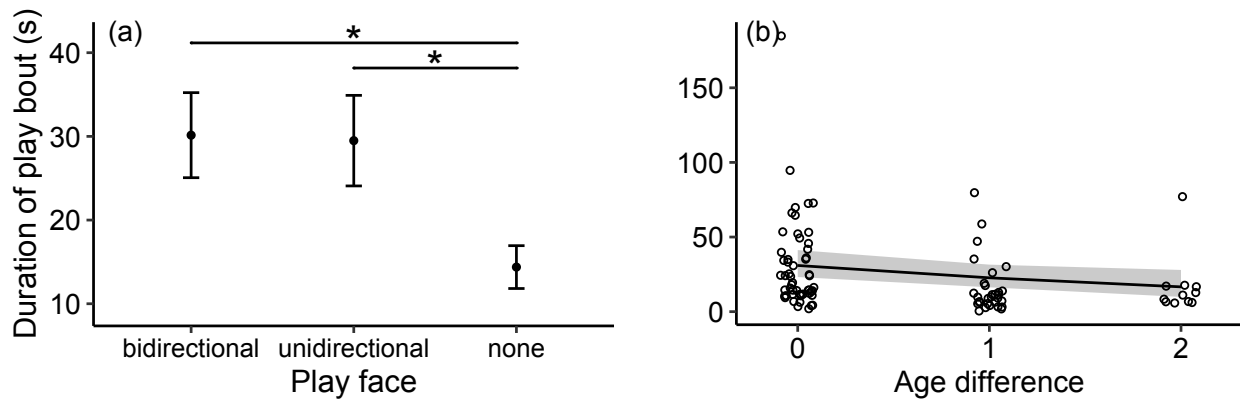 (a)
*
*
Duration of play bout (s)
40
30
20
10
bidirectional unidirectional none
Play face
(b)
150
100
50
0
0 1 2
Age difference